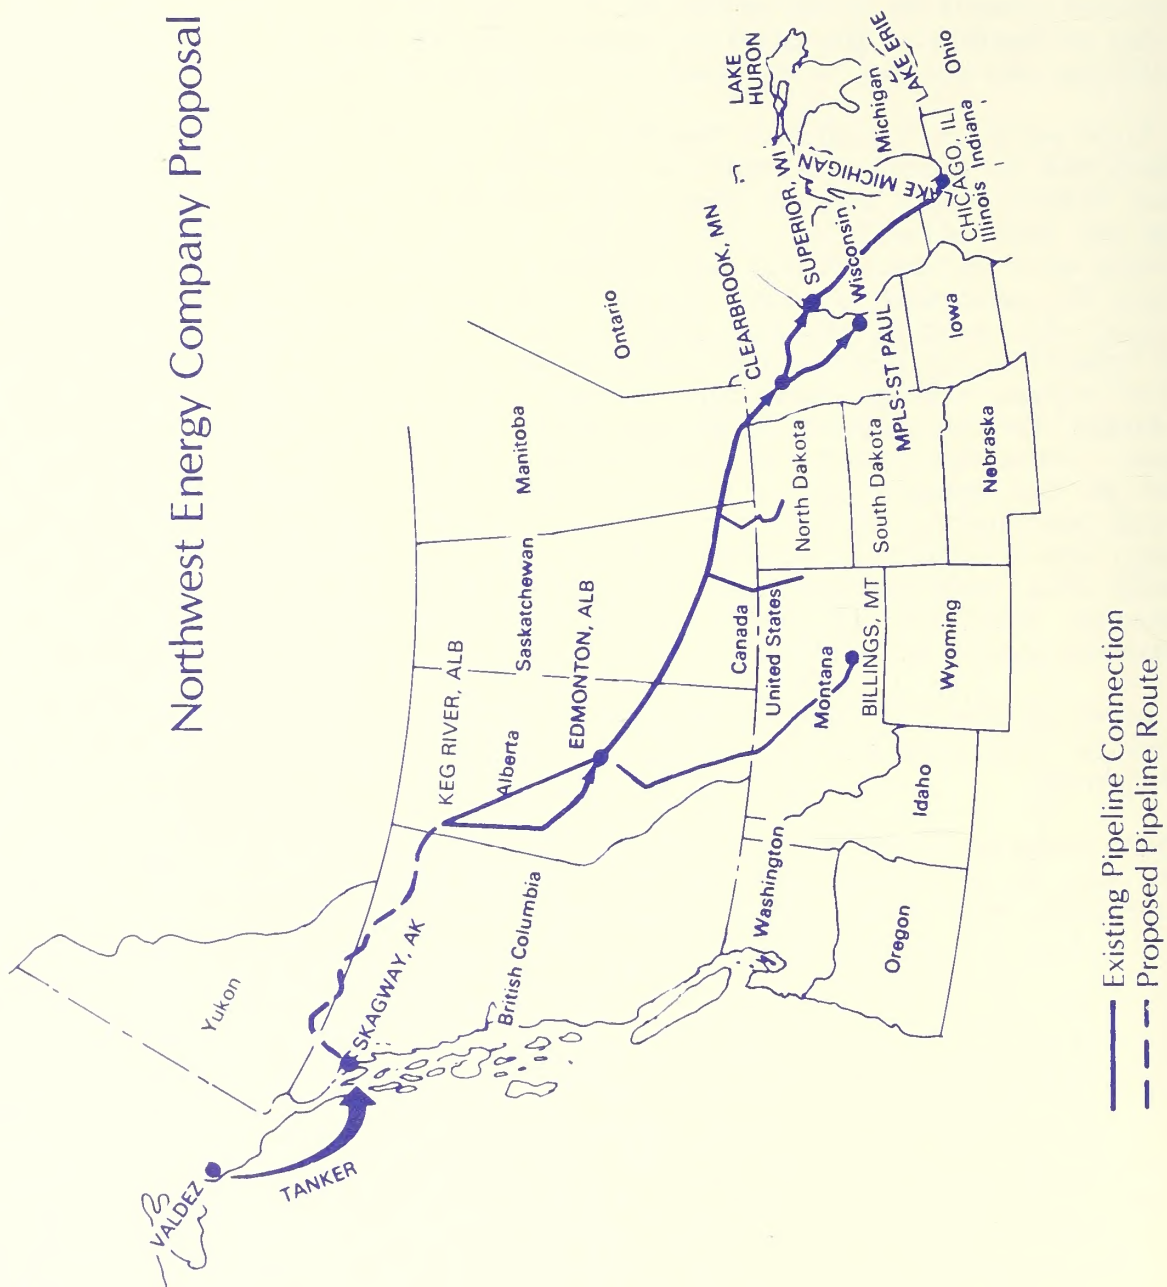 Northwest Energy Company Proposal
VALDEZ
TANKER
Yukon
SKAGWAY, AK
British Columbia
KEG RIVER, ALB
Alberta
EDMONTON, ALB
Saskatchewan
Manitoba
Ontario
Canada
United States
Washington
Oregon
Idaho
Montana
BILLINGS, MT
Wyoming
North Dakota
South Dakota
Nebraska
CLEARBROOK, MN
MPLS-ST PAUL
SUPERIOR, WI
Wisconsin
Iowa
LAKE MICHIGAN
CHICAGO, IL
Illinois
Indiana
Michigan
LAKE
HURON
LAKE ERIE
Ohio
Existing Pipeline Connection
Proposed Pipeline Route